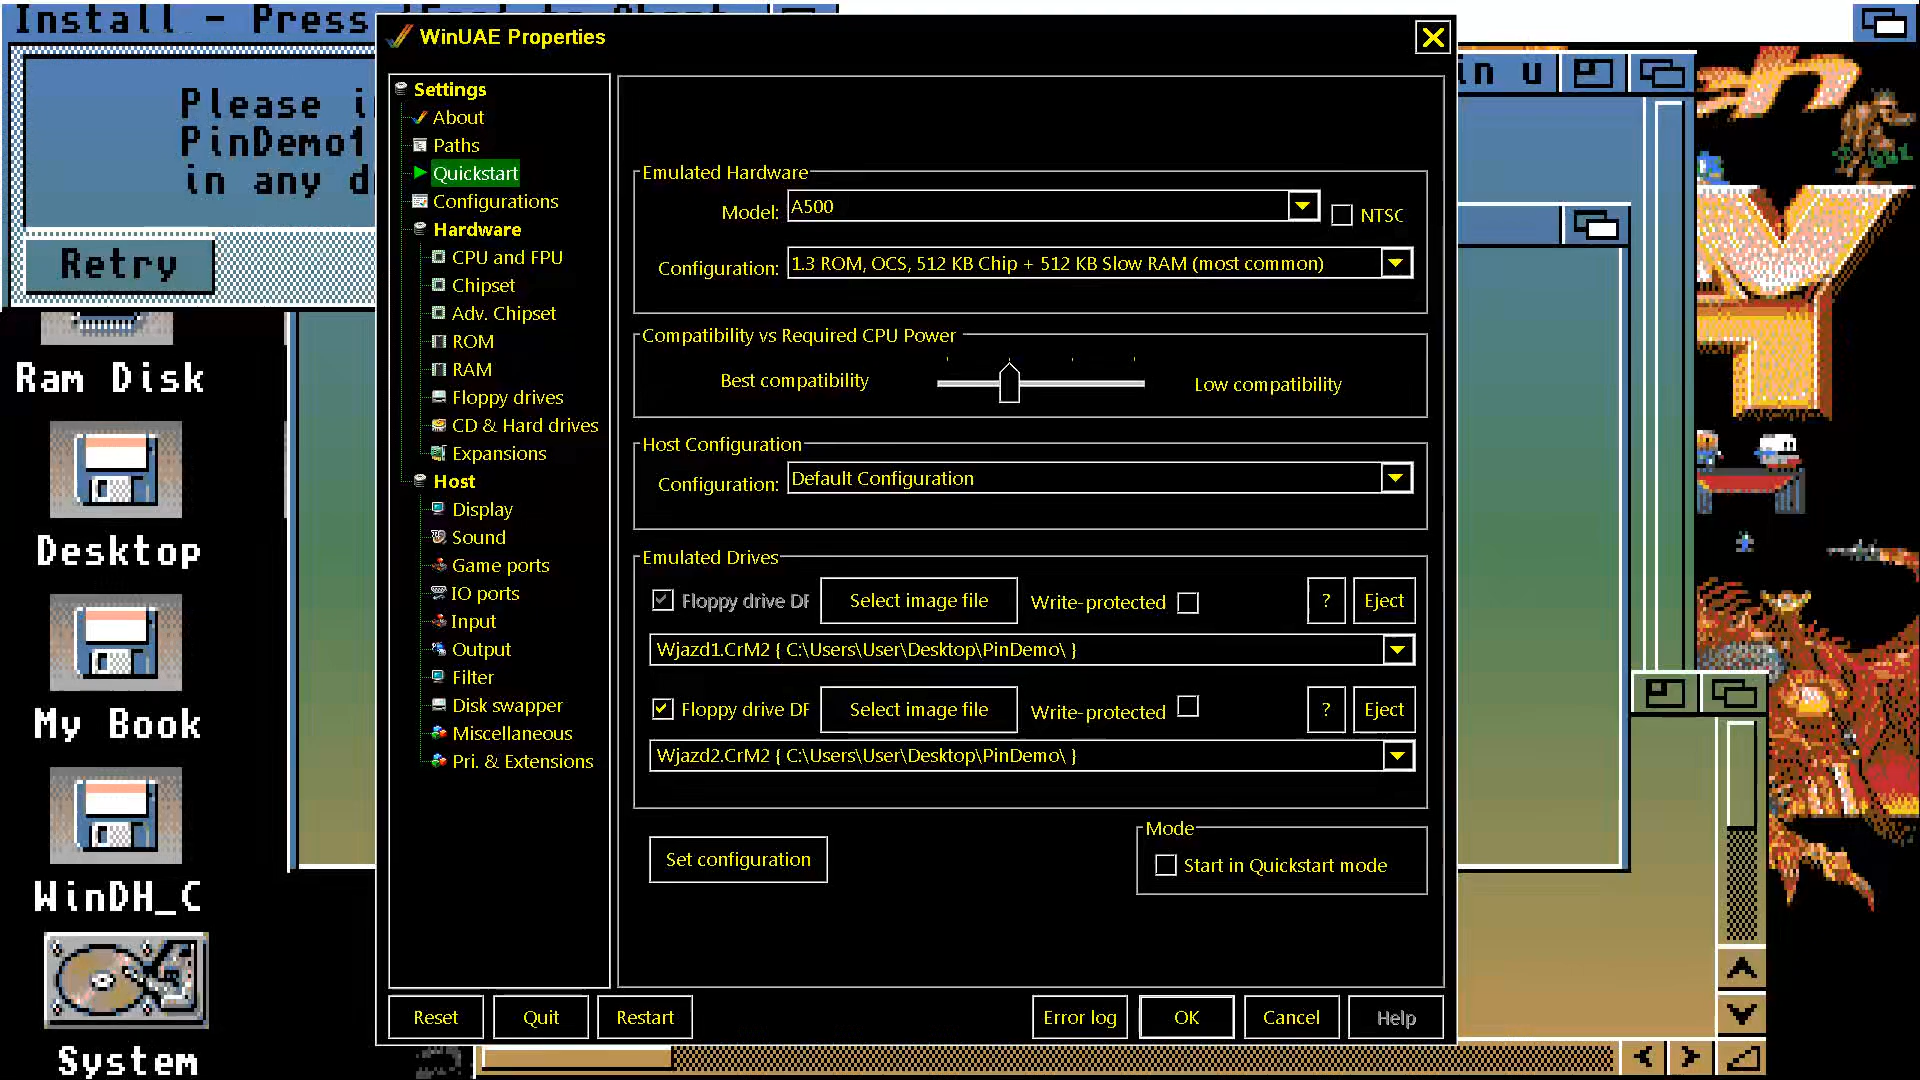 Install - Press
WinUAE Properties
in u
Please i
PinDemo1
in any d
Retry
Ram Disk
Desktop
My Book
WinDH_C
System
Settings
About
Paths
Quickstart
Configurations
Hardware
CPU and FPU
Chipset
Adv. Chipset
ROM
RAM
Floppy drives
CD & Hard drives
Expansions
Host
Display
Sound
Game ports
IO ports
Input
Output
Filter
Disk swapper
Miscellaneous
Pri. & Extensions
Emulated Hardware
Model: A500 NTSC
Configuration: 1.3 ROM, OCS, 512 KB Chip + 512 KB Slow RAM (most common)
Compatibility vs Required CPU Power
Best compatibility Low compatibility
Host Configuration
Configuration: Default Configuration
Emulated Drives
Floppy drive DF Select image file Write-protected ? Eject
Wjazd1.CrM2 { C:\Users\User\Desktop\PinDemo\ }
Floppy drive DF Select image file Write-protected ? Eject
Wjazd2.CrM2 { C:\Users\User\Desktop\PinDemo\ }
Set configuration
Mode
Start in Quickstart mode
Reset Quit Restart Error log OK Cancel Help